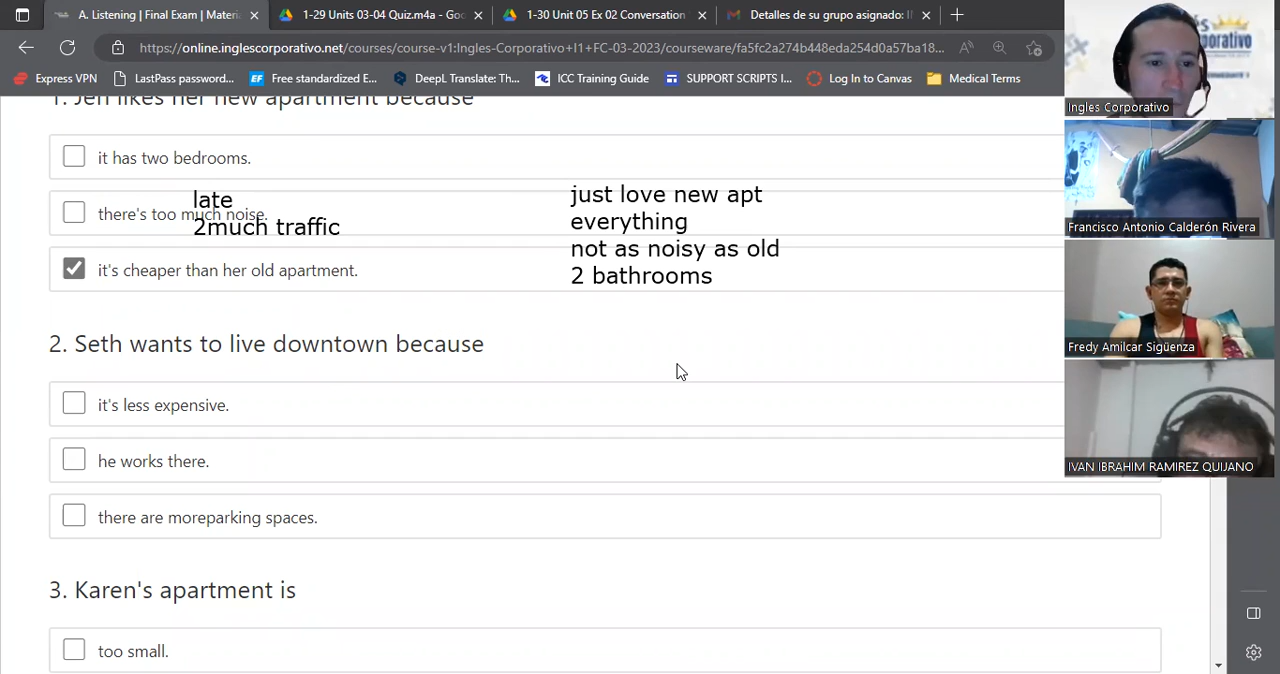 A. Listening | Final Exam | Materi
1-29 Units 03-04 Quiz.m4a - Goo
1-30 Unit 05 Ex 02 Conversation
Detalles de su grupo asignado: I
https://online.inglescorporativo.net/courses/course-v1:Ingles-Corporativo+I1+FC-03-2023/courseware/fa5fc2a274b448eda254d0a57ba18...
Express VPN
LastPass password...
EF Free standardized E...
DeepL Translate: Th...
ICC Training Guide
SUPPORT SCRIPTS I...
Log In to Canvas
Medical Terms
1. Jen likes her new apartment because
it has two bedrooms.
there's too much noise.
it's cheaper than her old apartment.
late
2much traffic
just love new apt
everything
not as noisy as old
2 bathrooms
2. Seth wants to live downtown because
it's less expensive.
he works there.
there are moreparking spaces.
3. Karen's apartment is
too small.
Ingles Corporativo
Francisco Antonio Calderón Rivera
Fredy Amilcar Sigüenza
IVAN IBRAHIM RAMIREZ QUIJANO